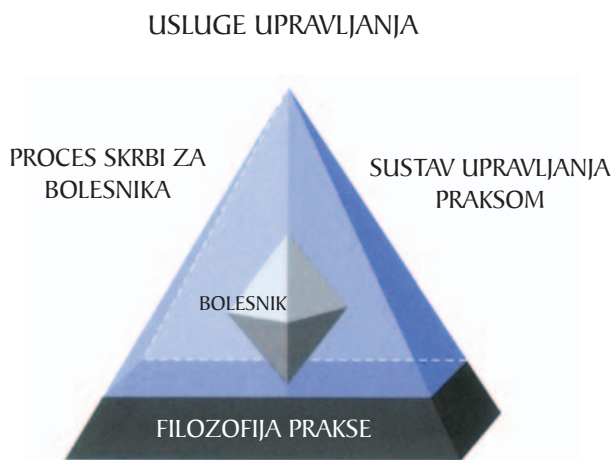 USLUGE UPRAVLJANJA
PROCES SKRBI ZA
BOLESNIKA
SUSTAV UPRAVLJANJA
PRAKSOM
BOLESNIK
FILOZOFIJA PRAKSE